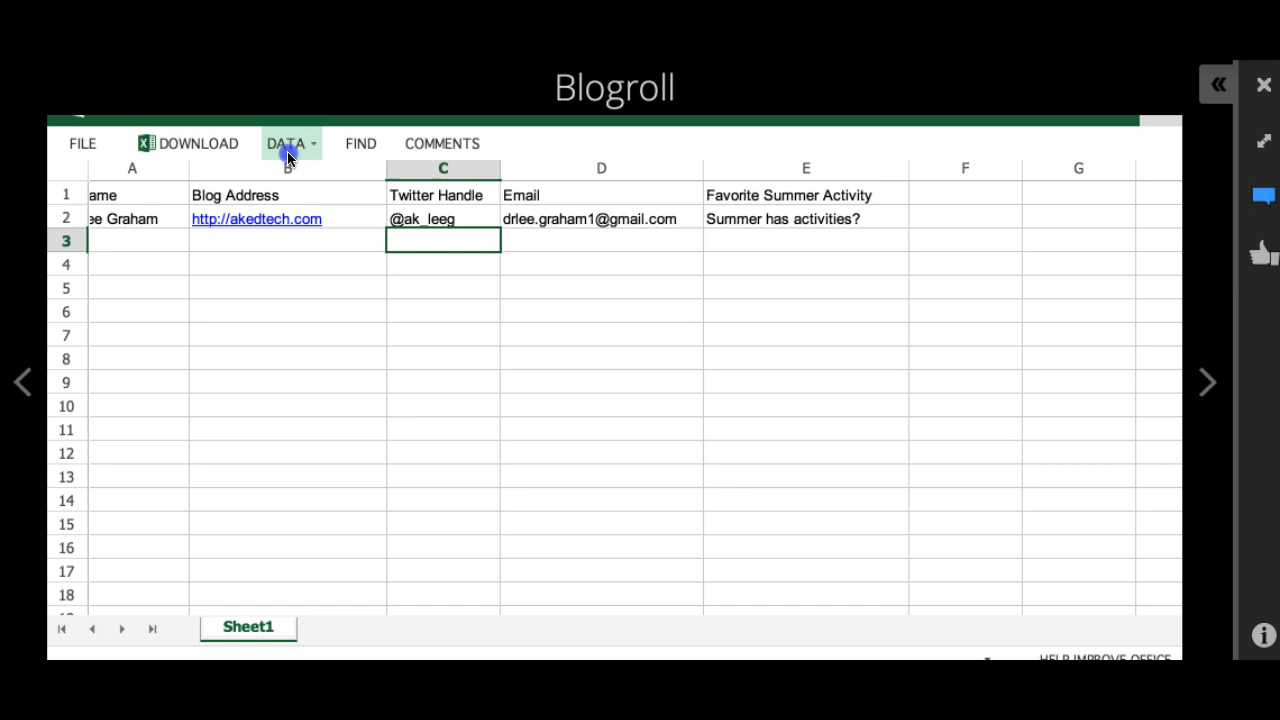 Blogroll
FILE DOWNLOAD DATA FIND COMMENTS
A B C D E F G
1 ame Blog Address Twitter Handle Email Favorite Summer Activity
2 ee Graham http://akedtech.com @ak_leeg drlee.graham1@gmail.com Summer has activities?
3
4
5
6
7
8
9
10
11
12
13
14
15
16
17
18
Sheet1
HELP IMPROVE OFFICE